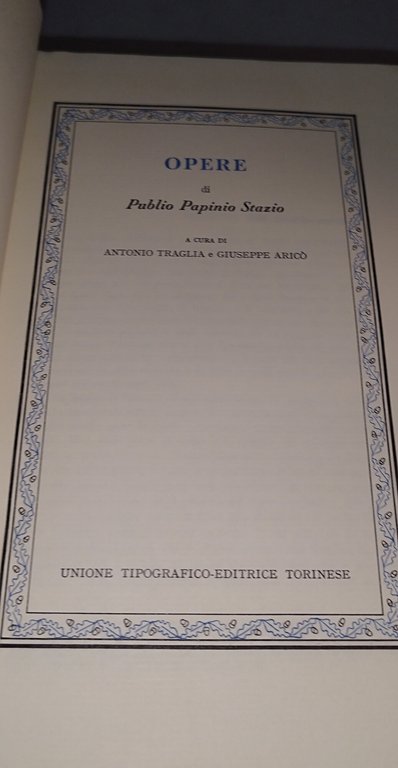 OPERE
di
Publio Papinio Stazio
A CURA DI
ANTONIO TRAGLIA e GIUSEPPE ARICÒ
UNIONE TIPOGRAFICO-EDITRICE TORINESE